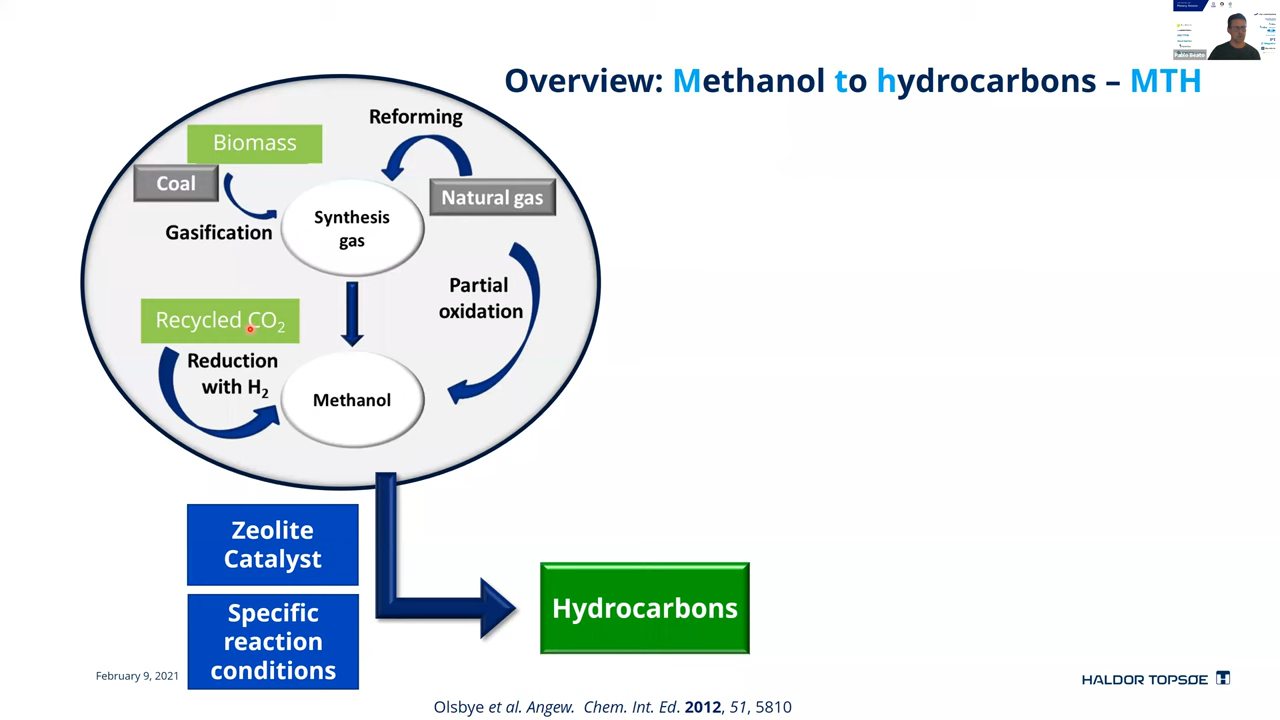 Overview: Methanol to hydrocarbons – MTH
Reforming
Biomass
Coal
Natural gas
Synthesis
gas
Gasification
Partial
oxidation
Recycled CO₂
Reduction
with H₂
Methanol
Zeolite
Catalyst
Specific
reaction
conditions
Hydrocarbons
February 9, 2021
HALDOR TOPSØE
Olsbye et al. Angew. Chem. Int. Ed. 2012, 51, 5810